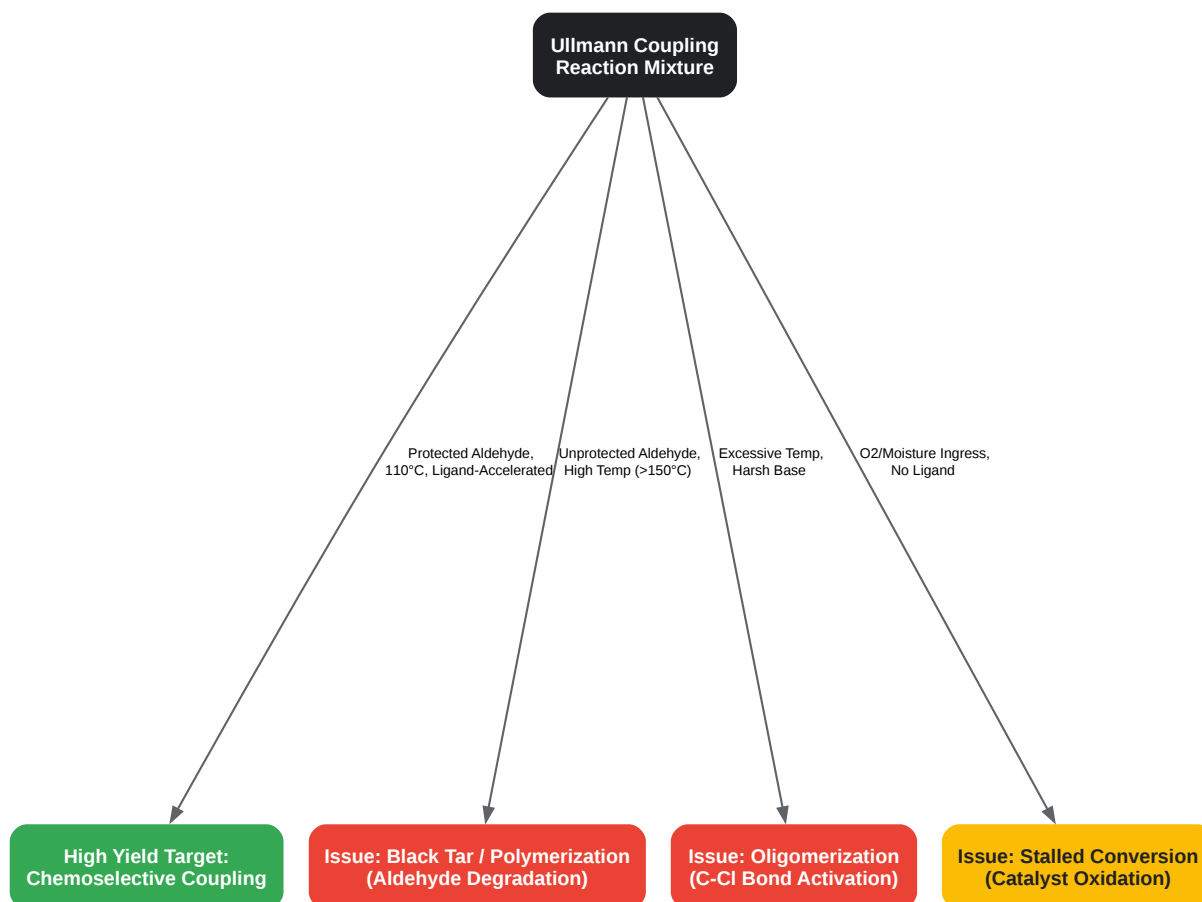 Ullmann Coupling
Reaction Mixture
Protected Aldehyde,
110°C, Ligand-Accelerated
Unprotected Aldehyde,
High Temp (>150°C)
Excessive Temp,
Harsh Base
O2/Moisture Ingress,
No Ligand
High Yield Target:
Chemoselective Coupling
Issue: Black Tar / Polymerization
(Aldehyde Degradation)
Issue: Oligomerization
(C-Cl Bond Activation)
Issue: Stalled Conversion
(Catalyst Oxidation)